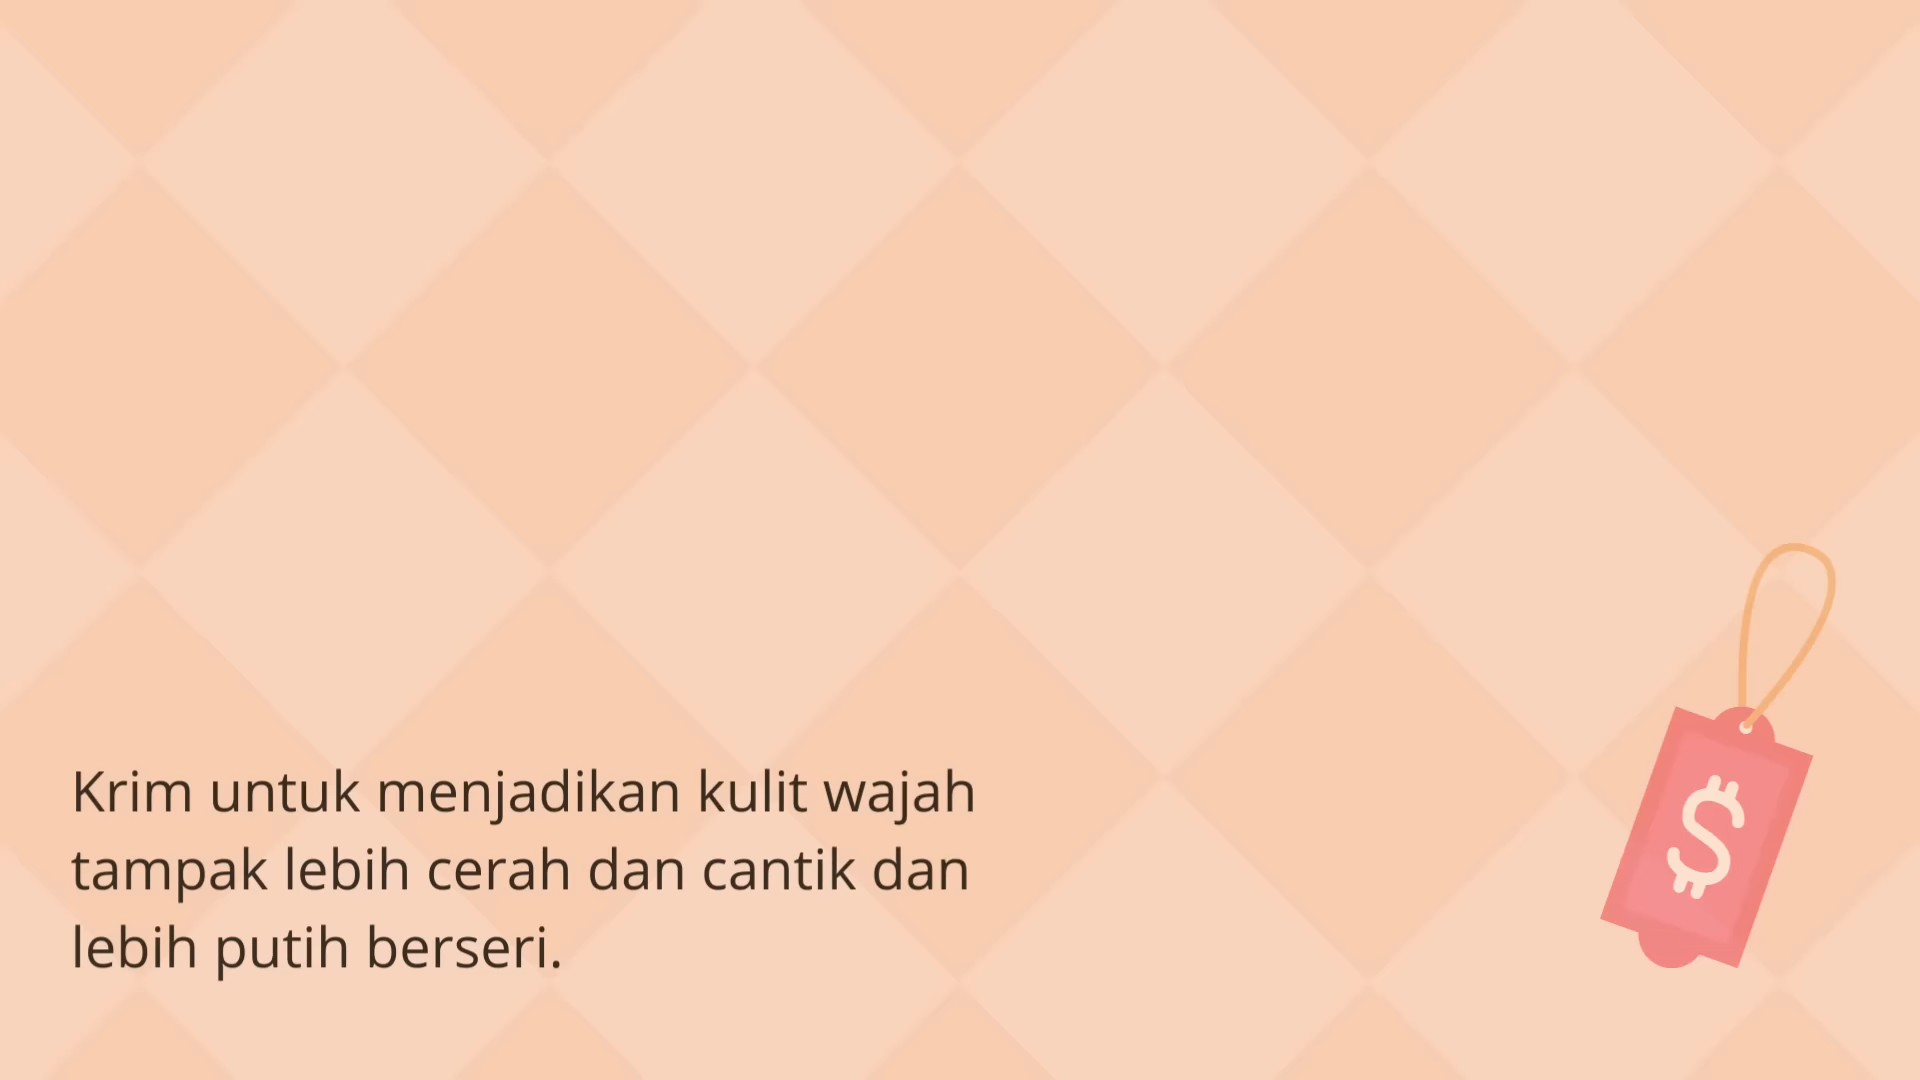 Krim untuk menjadikan kulit wajah
tampak lebih cerah dan cantik dan
lebih putih berseri.
$